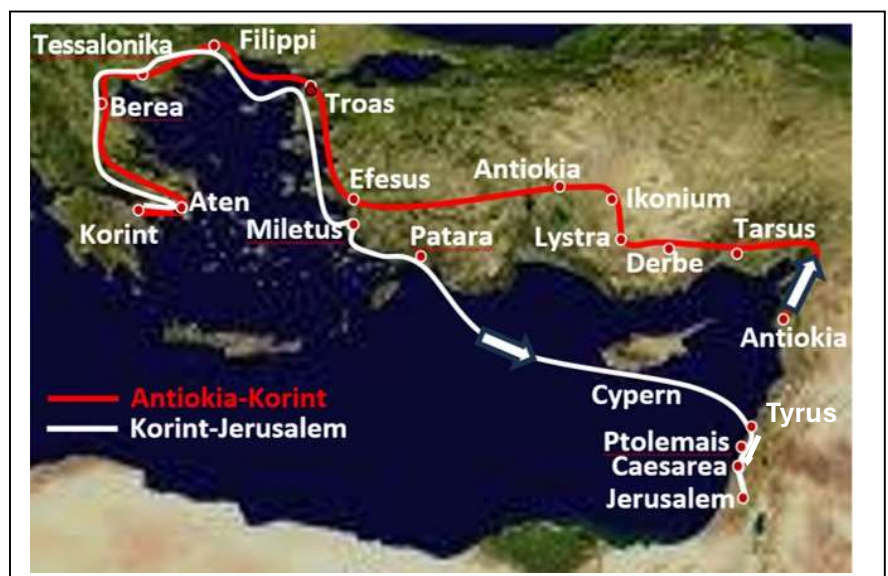 Tessalonika
Filippi
Berea
Troas
Efesus
Antiokia
Ikonium
Aten
Korint
Miletus
Patara
Lystra
Derbe
Tarsus
Antiokia
Cypern
Tyrus
Ptolemais
Caesarea
Jerusalem
Antiokia-Korint
Korint-Jerusalem